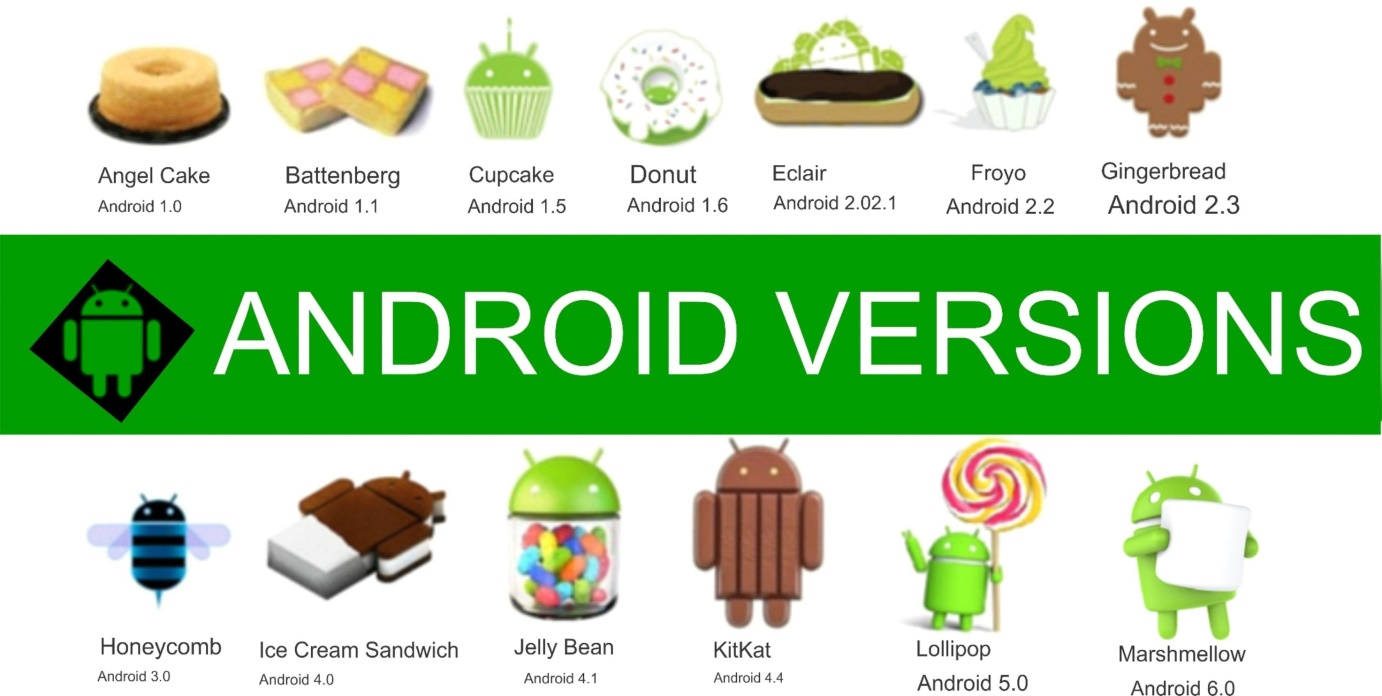 Angel Cake
Android 1.0
Battenberg
Android 1.1
Cupcake
Android 1.5
Donut
Android 1.6
Eclair
Android 2.02.1
Froyo
Android 2.2
Gingerbread
Android 2.3
ANDROID VERSIONS
Honeycomb
Android 3.0
Ice Cream Sandwich
Android 4.0
Jelly Bean
Android 4.1
KitKat
Android 4.4
Lollipop
Android 5.0
Marshmellow
Android 6.0